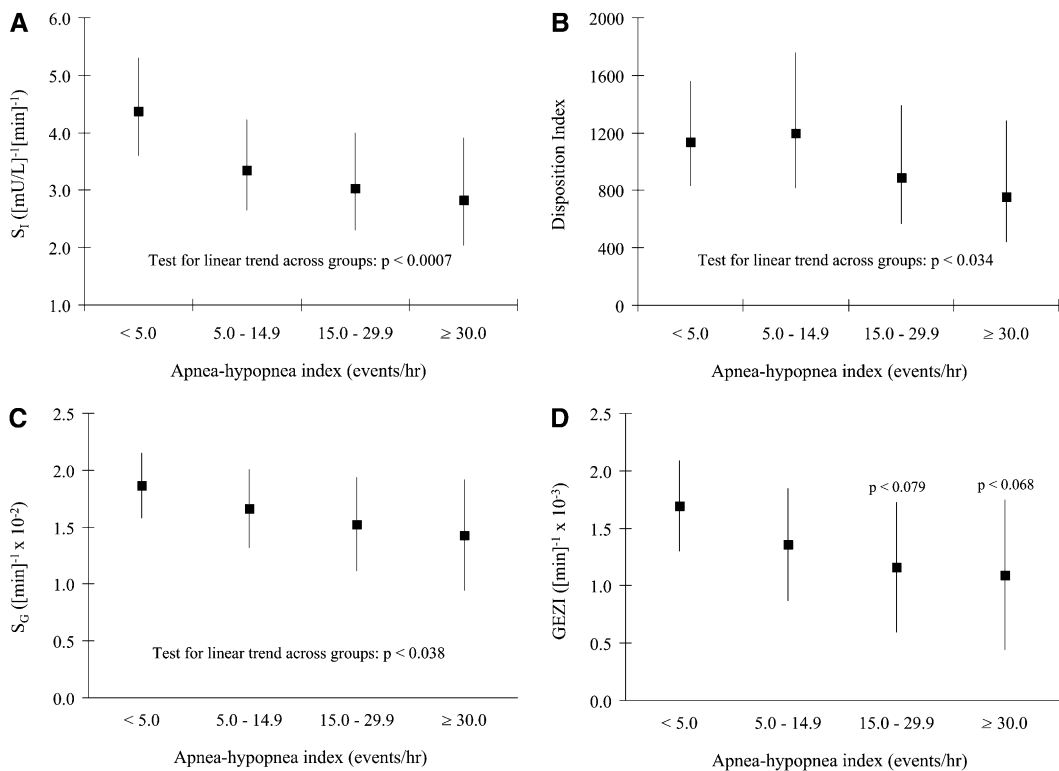 A
6.0
5.0
4.0
3.0
2.0
1.0
S_I ([mU/L]^-1[min]^-1)
Test for linear trend across groups: p < 0.0007
< 5.0 5.0 - 14.9 15.0 - 29.9 ≥ 30.0
Apnea-hypopnea index (events/hr)
B
2000
1600
1200
800
400
0
Disposition Index
Test for linear trend across groups: p < 0.034
< 5.0 5.0 - 14.9 15.0 - 29.9 ≥ 30.0
Apnea-hypopnea index (events/hr)
C
2.5
2.0
1.5
1.0
0.5
0.0
S_G ([min]^-1 x 10^-2)
Test for linear trend across groups: p < 0.038
< 5.0 5.0 - 14.9 15.0 - 29.9 ≥ 30.0
Apnea-hypopnea index (events/hr)
D
2.5
2.0
1.5
1.0
0.5
0.0
GEZI ([min]^-1 x 10^-3)
p < 0.079 p < 0.068
< 5.0 5.0 - 14.9 15.0 - 29.9 ≥ 30.0
Apnea-hypopnea index (events/hr)